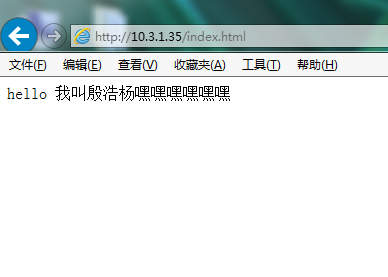 http://10.3.1.35/index.html
文件(F) 编辑(E) 查看(V) 收藏夹(A) 工具(T) 帮助(H)
hello 我叫殷浩杨嘿嘿嘿嘿嘿嘿